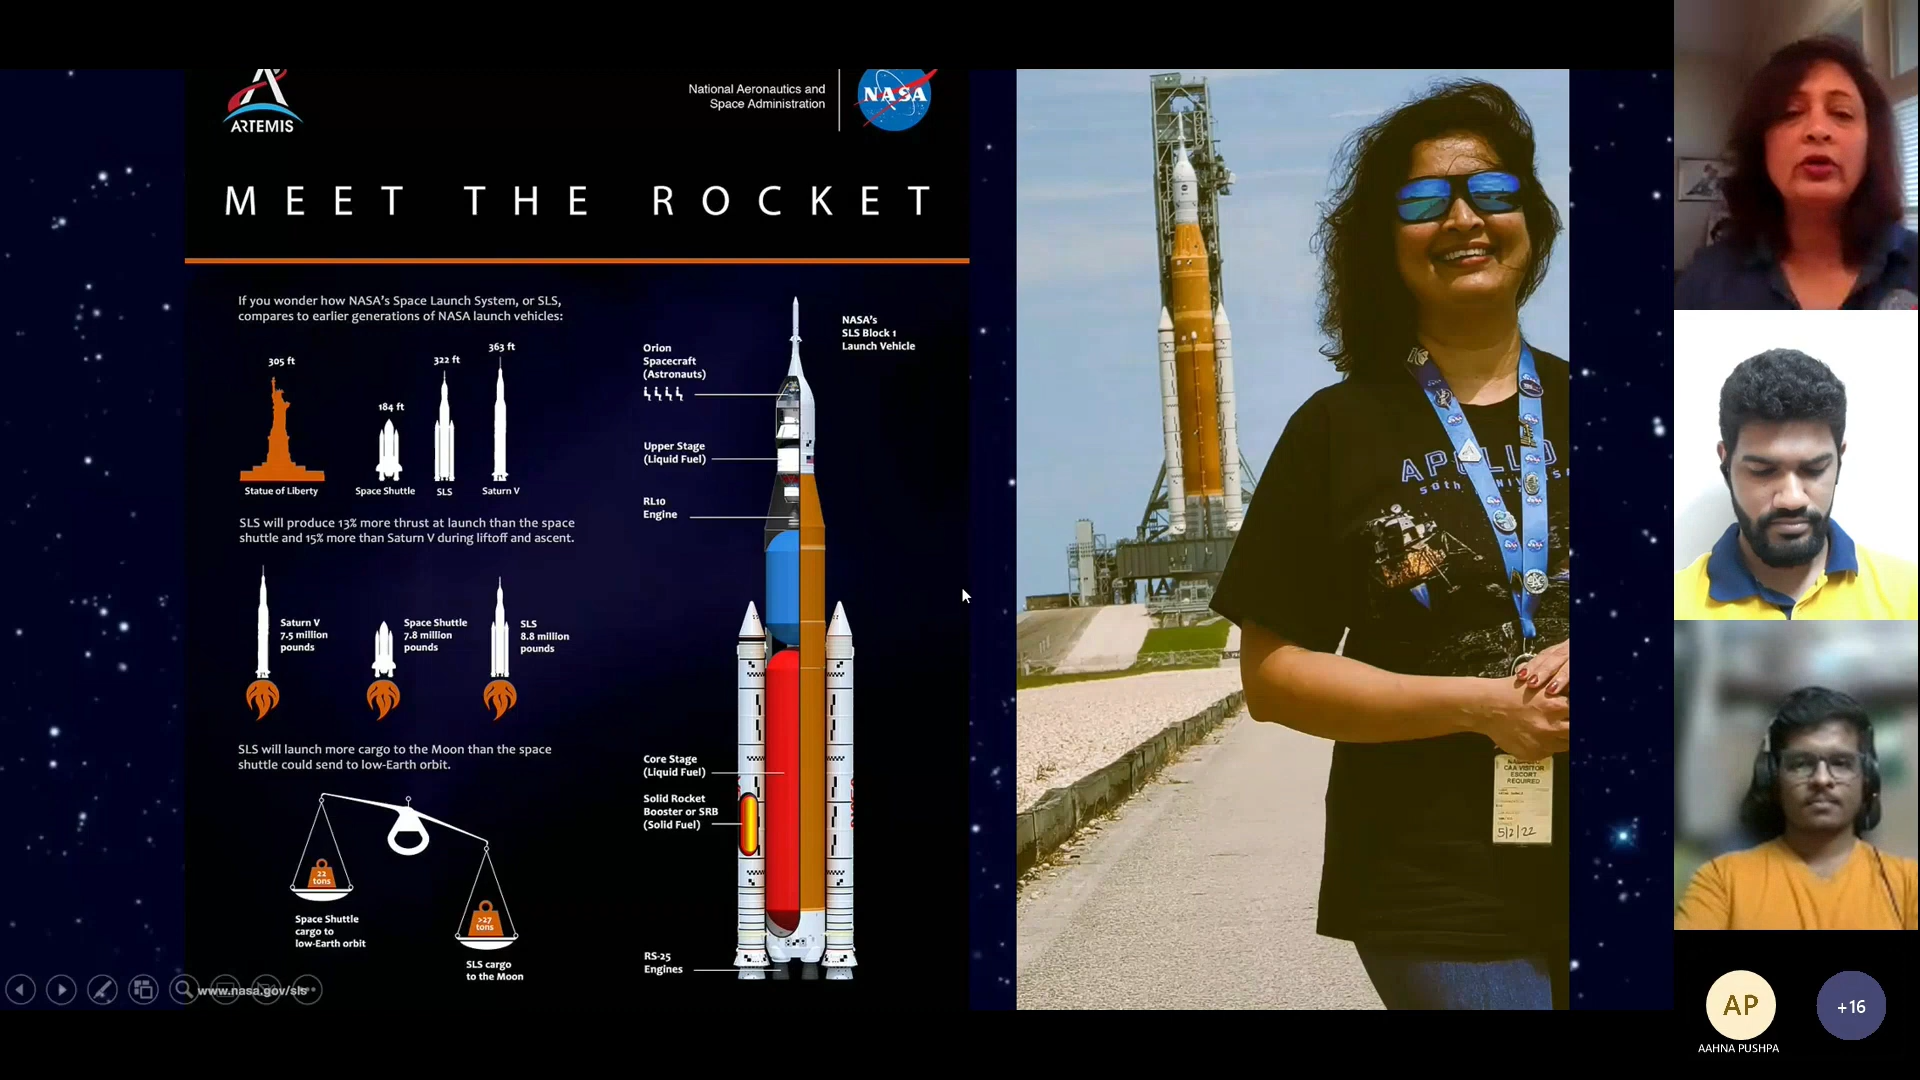 ARTEMIS
National Aeronautics and
Space Administration
NASA
MEET THE ROCKET
If you wonder how NASA's Space Launch System, or SLS,
compares to earlier generations of NASA launch vehicles:
305 ft
184 ft
322 ft
363 ft
Statue of Liberty
Space Shuttle
SLS
Saturn V
SLS will produce 13% more thrust at launch than the space
shuttle and 15% more than Saturn V during liftoff and ascent.
Saturn V
7.5 million
pounds
Space Shuttle
7.8 million
pounds
SLS
8.8 million
pounds
SLS will launch more cargo to the Moon than the space
shuttle could send to low-Earth orbit.
22
tons
>27
tons
Space Shuttle
cargo to
low-Earth orbit
SLS cargo
to the Moon
www.nasa.gov/sls
NASA's
SLS Block 1
Launch Vehicle
Orion
Spacecraft
(Astronauts)
Upper Stage
(Liquid Fuel)
RL10
Engine
Core Stage
(Liquid Fuel)
Solid Rocket
Booster or SRB
(Solid Fuel)
RS-25
Engines
APOLLO
50th
CAA VISITOR
ESCORT
REQUIRED
5/2/22
AP
AAHNA PUSHPA
+16